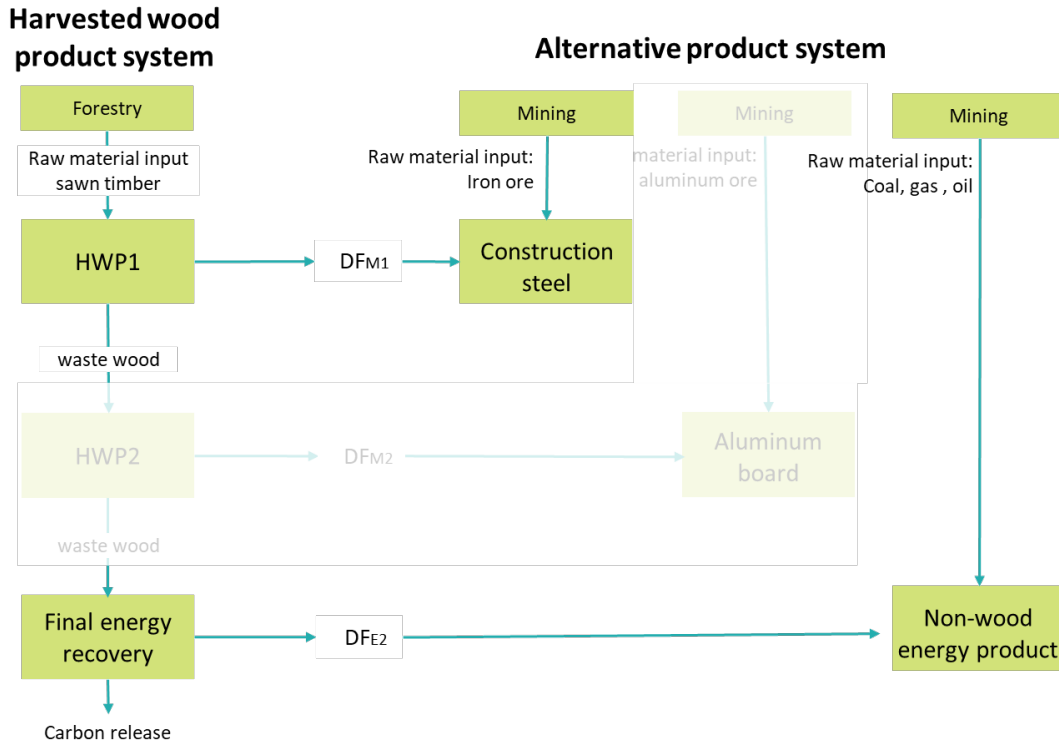 Harvested wood
product system
Alternative product system
Forestry
Mining
Mining
Mining
Raw material input
sawn timber
Raw material input:
Iron ore
material input:
aluminum ore
Raw material input:
Coal, gas , oil
HWP1
DFM1
Construction
steel
waste wood
HWP2
DFM2
Aluminum
board
waste wood
Final energy
recovery
DFE2
Non-wood
energy product
Carbon release